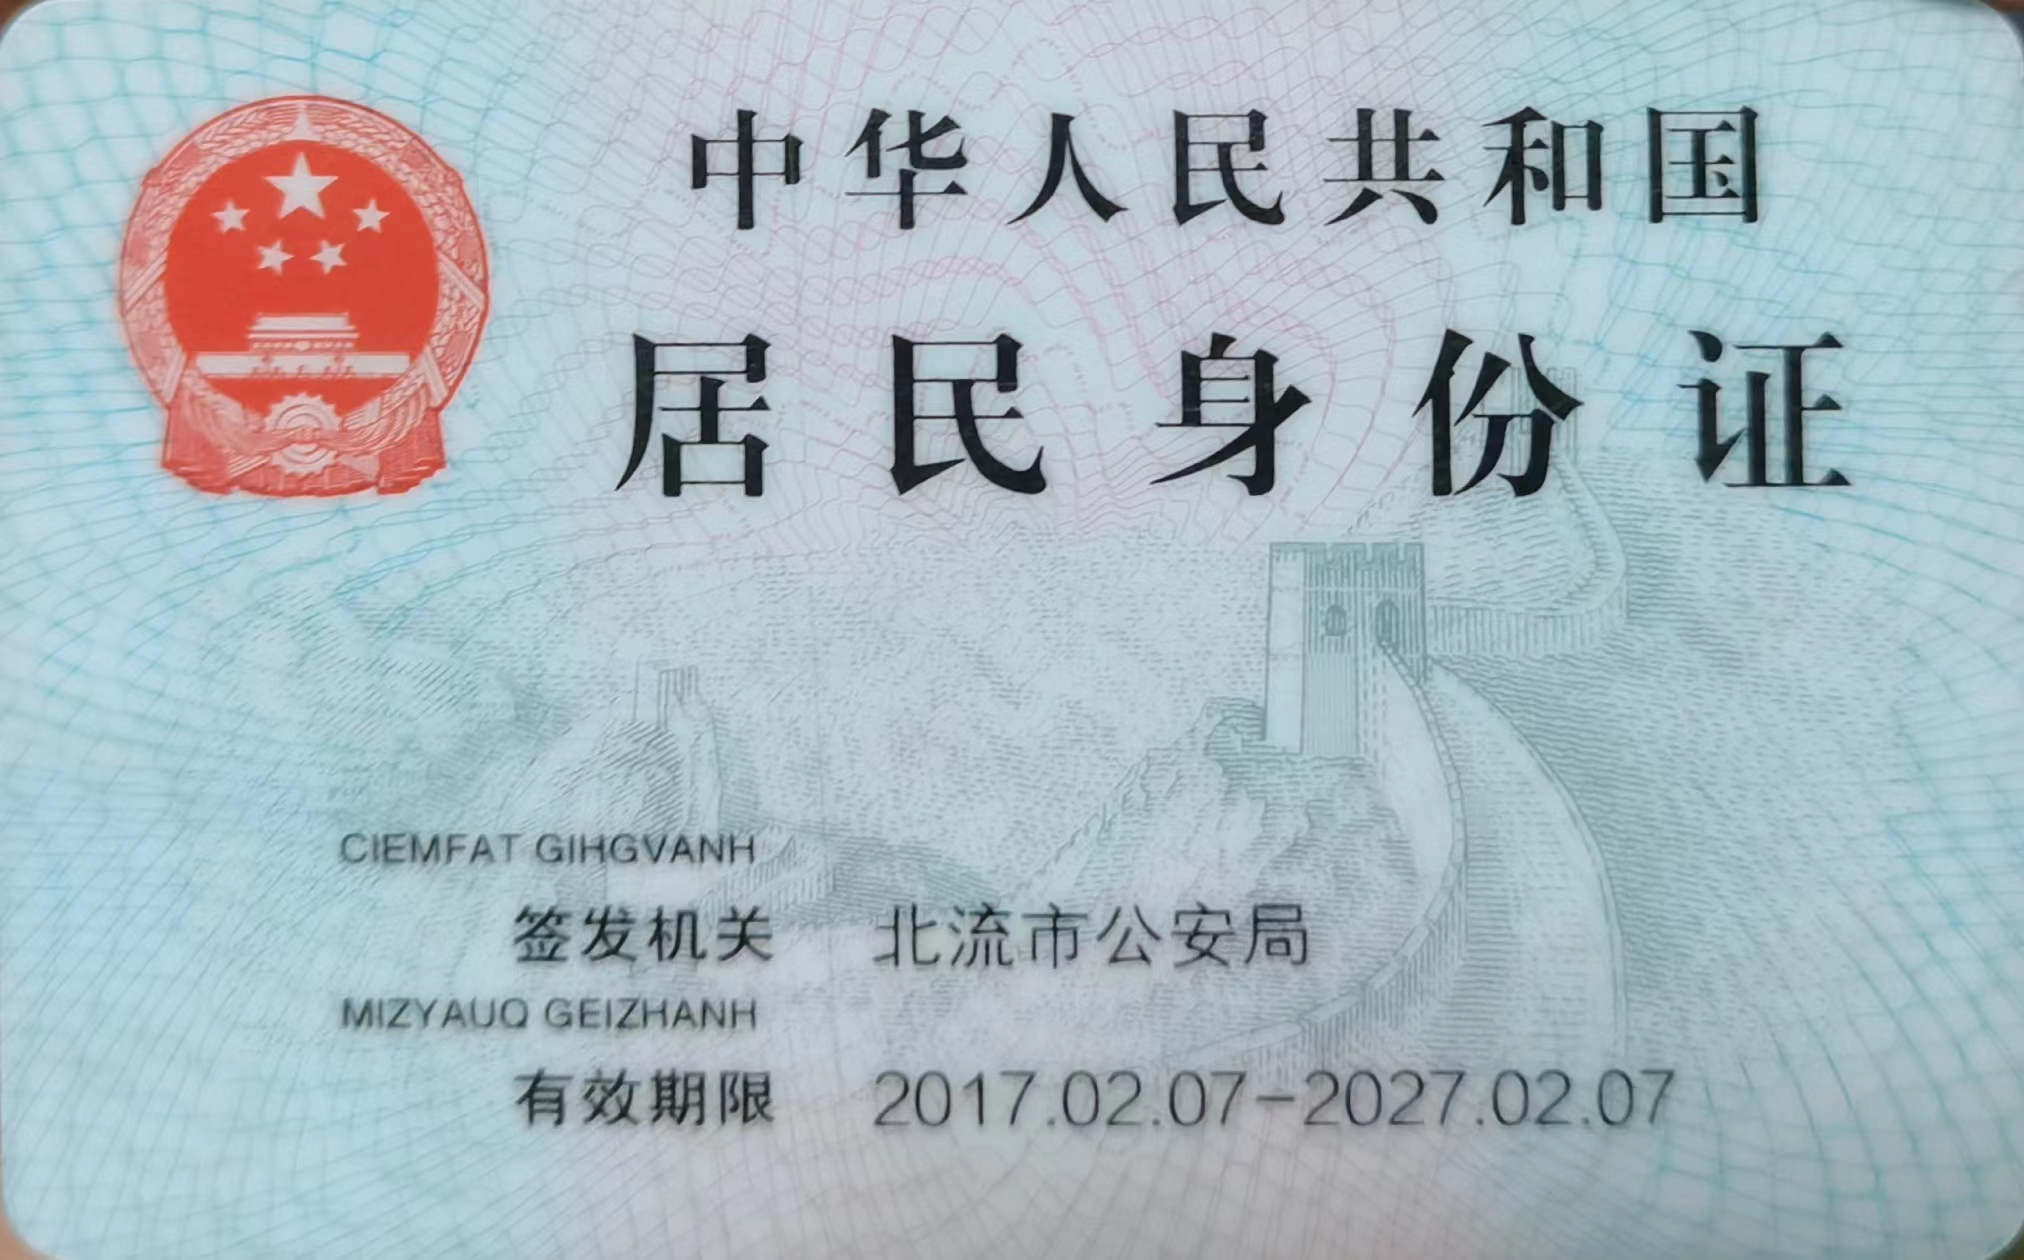 中华人民共和国
居民身份证
CIEMFAT GIHGVANH
签发机关 北流市公安局
MIZYAUQ GEIZHANH
有效期限 2017.02.07-2027.02.07